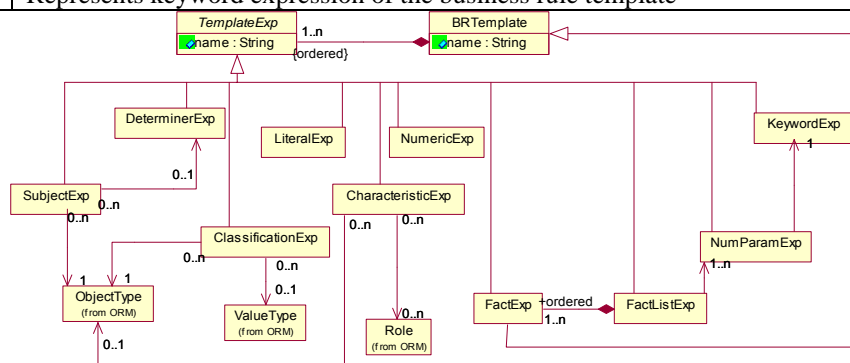 Represents keyword expression of the business rule template
TemplateExp
name : String
1..n
{ordered}
BRTemplate
name : String
DeterminerExp
LiteralExp
NumericExp
KeywordExp
1
0..1
SubjectExp
0..n
0..n
CharacteristicExp
0..n
0..n
ClassificationExp
0..n
0..n
NumParamExp
1..n
1
1
0..1
0..n
ObjectType
(from ORM)
0..1
ValueType
(from ORM)
Role
(from ORM)
FactExp
+ordered
1..n
FactListExp